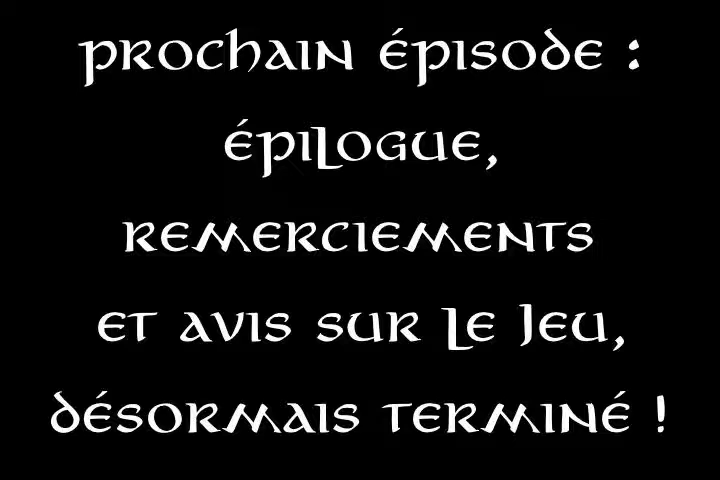 Prochain épisode :
épilogue,
remerciements
et avis sur le jeu,
désormais terminé !